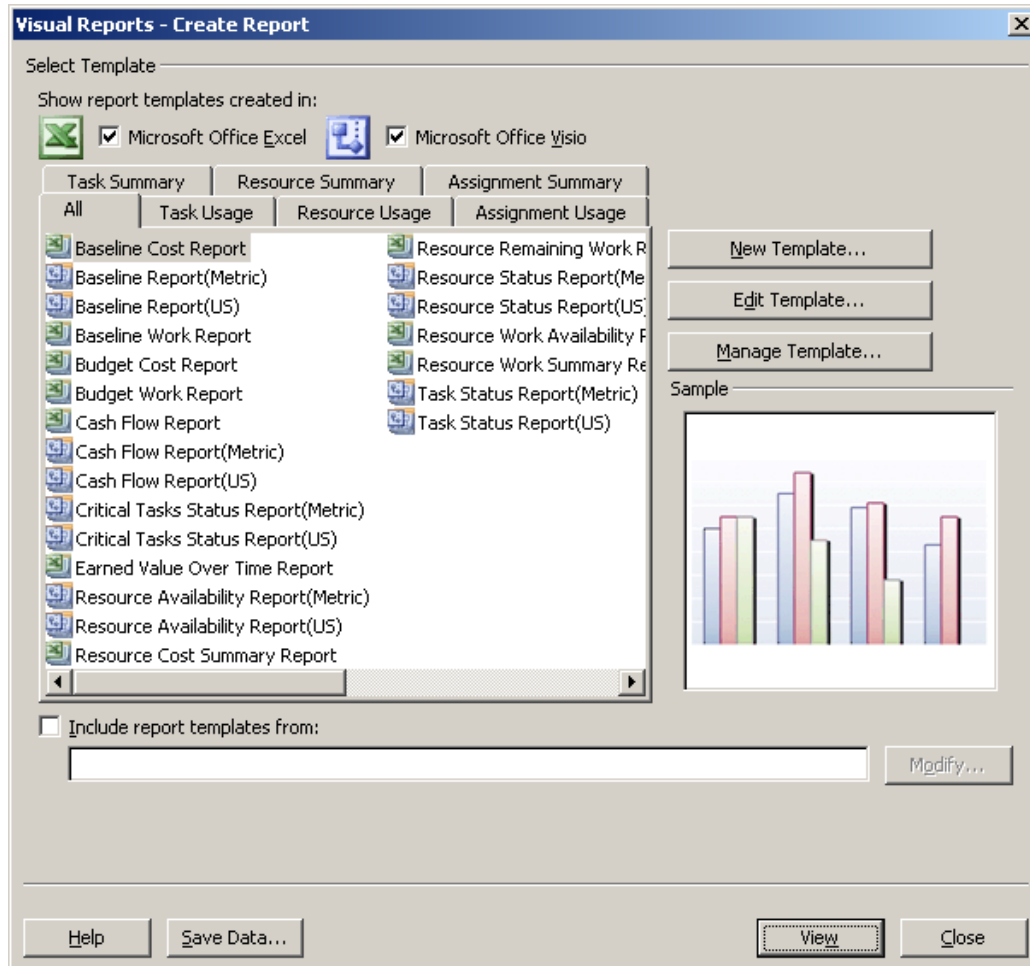 Visual Reports - Create Report
Select Template
Show report templates created in:
Microsoft Office Excel
Microsoft Office Visio
Task Summary
Resource Summary
Assignment Summary
All
Task Usage
Resource Usage
Assignment Usage
Baseline Cost Report
Baseline Report(Metric)
Baseline Report(US)
Baseline Work Report
Budget Cost Report
Budget Work Report
Cash Flow Report
Cash Flow Report(Metric)
Cash Flow Report(US)
Critical Tasks Status Report(Metric)
Critical Tasks Status Report(US)
Earned Value Over Time Report
Resource Availability Report(Metric)
Resource Availability Report(US)
Resource Cost Summary Report
Resource Remaining Work R
Resource Status Report(Me
Resource Status Report(US)
Resource Work Availability R
Resource Work Summary Re
Task Status Report(Metric)
Task Status Report(US)
New Template...
Edit Template...
Manage Template...
Sample
Include report templates from:
Modify...
Help
Save Data...
View
Close